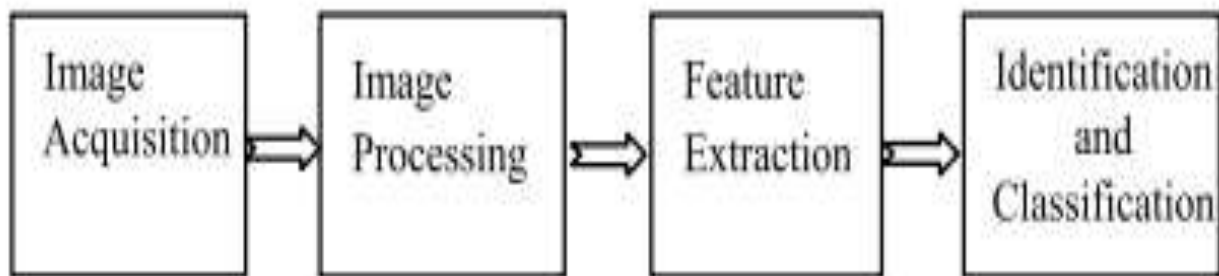 Image
Acquisition
Image
Processing
Feature
Extraction
Identification
and
Classification